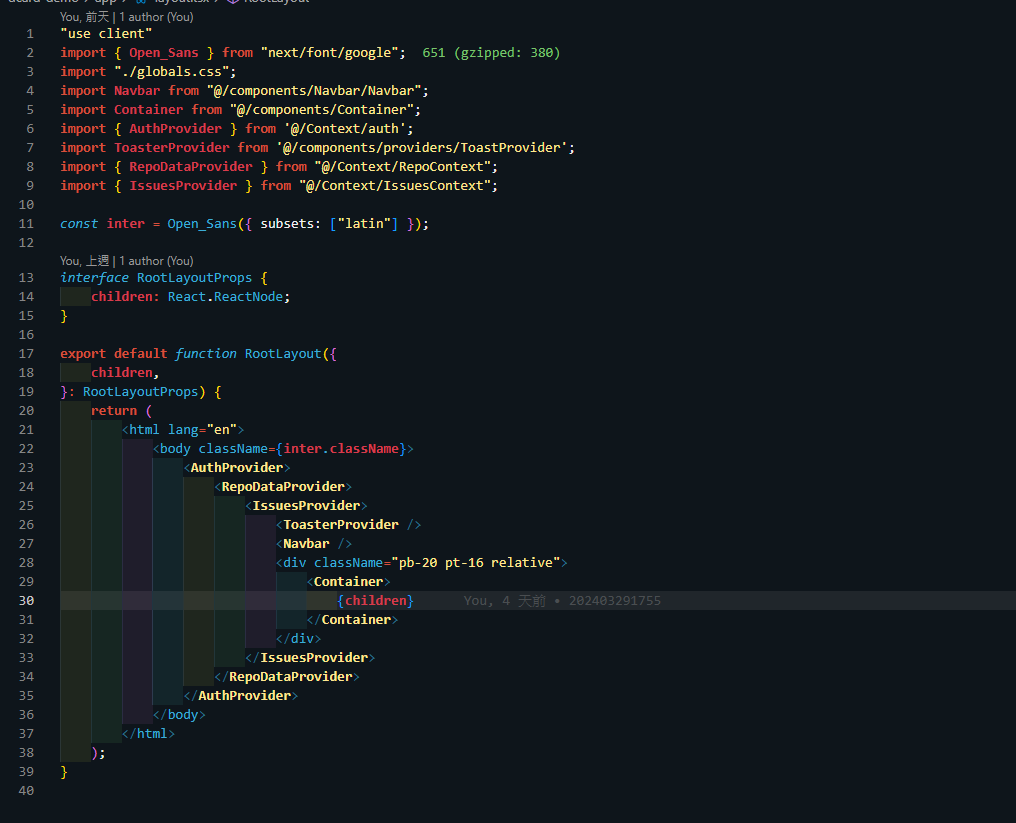 You, 前天 | 1 author (You)
1 "use client"
2 import { Open_Sans } from "next/font/google"; 651 (gzipped: 380)
3 import "./globals.css";
4 import Navbar from "@/components/Navbar/Navbar";
5 import Container from "@/components/Container";
6 import { AuthProvider } from '@/Context/auth';
7 import ToasterProvider from '@/components/providers/ToastProvider';
8 import { RepoDataProvider } from "@/Context/RepoContext";
9 import { IssuesProvider } from "@/Context/IssuesContext";
10
11 const inter = Open_Sans({ subsets: ["latin"] });
12
You, 上週 | 1 author (You)
13 interface RootLayoutProps {
14 children: React.ReactNode;
15 }
16
17 export default function RootLayout({
18 children,
19 }: RootLayoutProps) {
20 return (
21 <html lang="en">
22 <body className={inter.className}>
23 <AuthProvider>
24 <RepoDataProvider>
25 <IssuesProvider>
26 <ToasterProvider />
27 <Navbar />
28 <div className="pb-20 pt-16 relative">
29 <Container>
30 {children} You, 4 天前 • 202403291755
31 </Container>
32 </div>
33 </IssuesProvider>
34 </RepoDataProvider>
35 </AuthProvider>
36 </body>
37 </html>
38 );
39 }
40